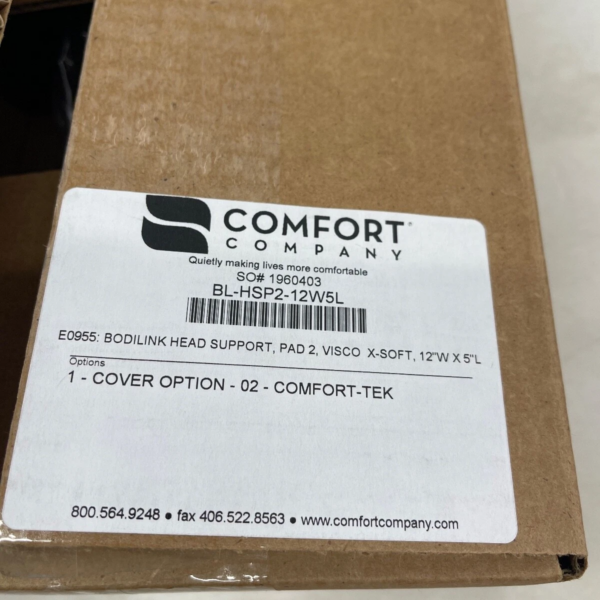 COMFORT
COMPANY
Quietly making lives more comfortable
SO# 1960403
BL-HSP2-12W5L
E0955: BODILINK HEAD SUPPORT, PAD 2, VISCO X-SOFT, 12"W X 5"L
Options
1 - COVER OPTION - 02 - COMFORT-TEK
800.564.9248 ● fax 406.522.8563 ● www.comfortcompany.com